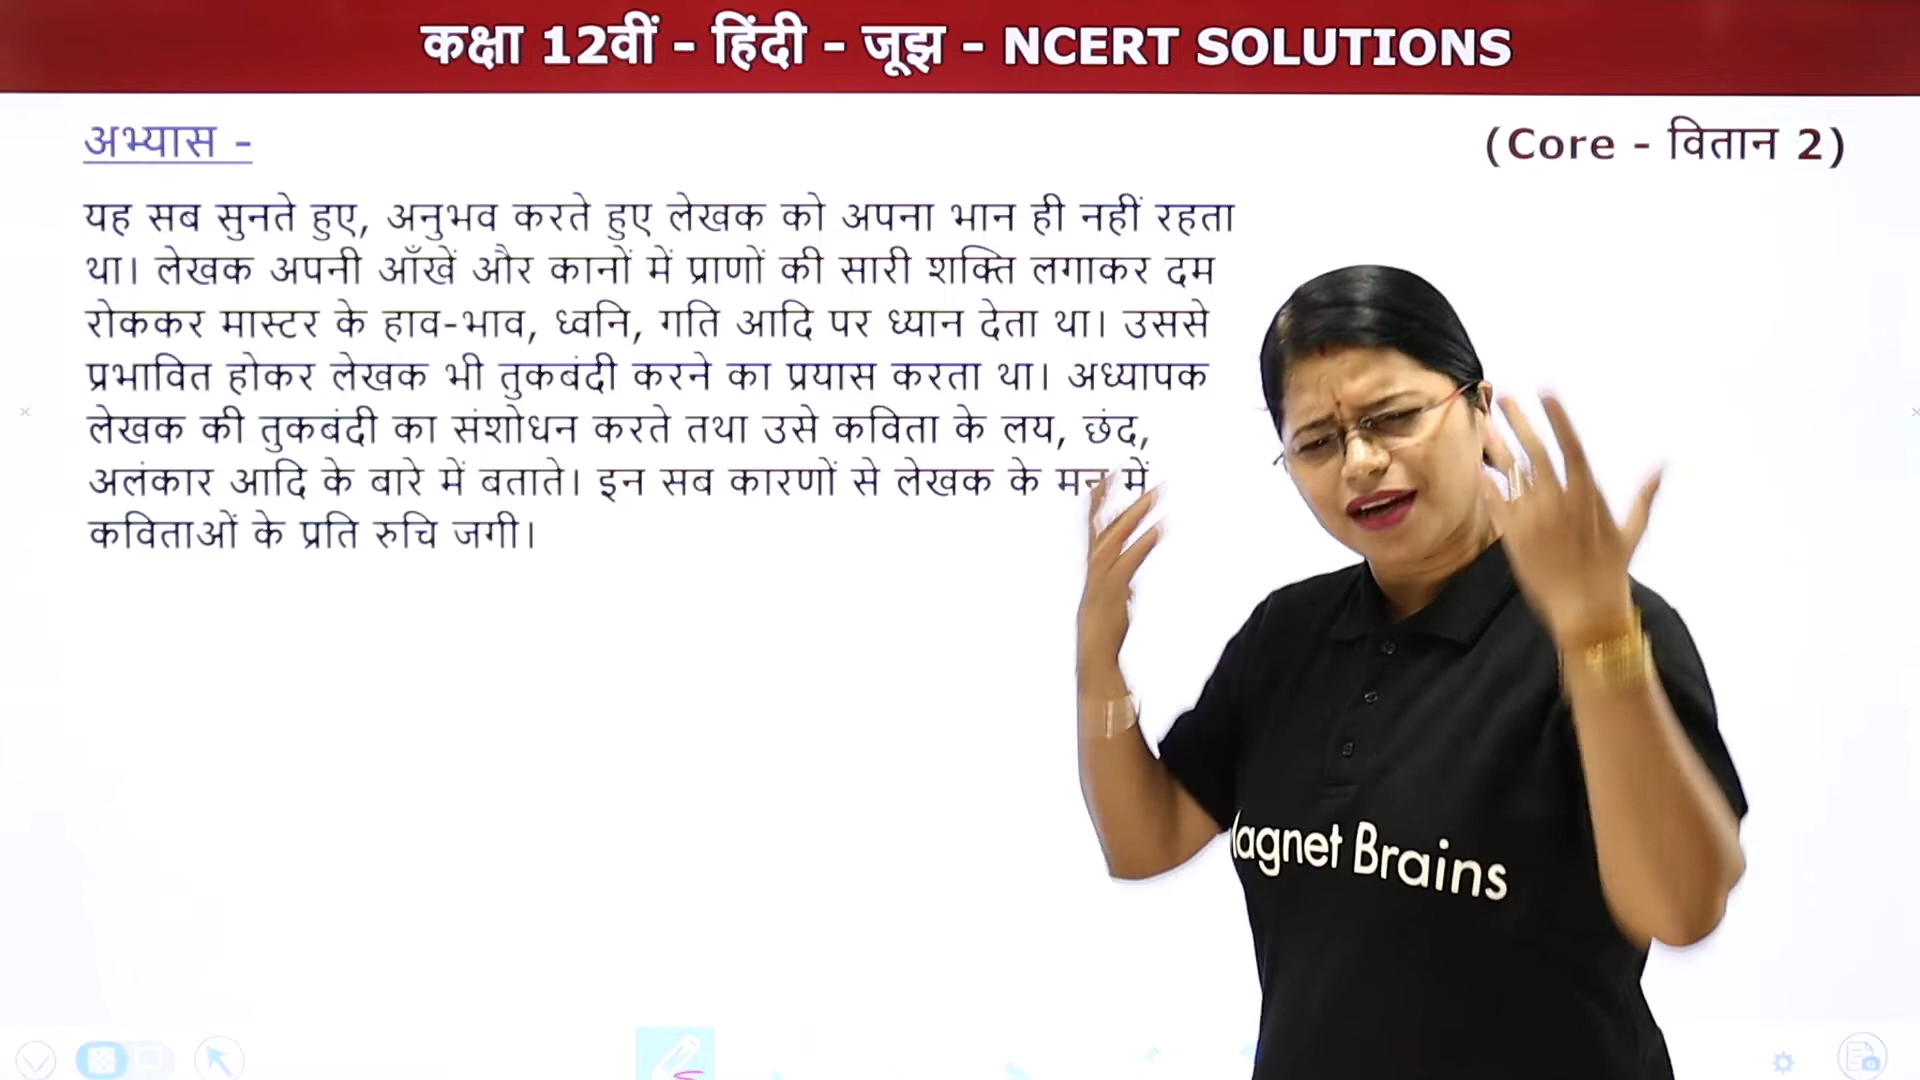 कक्षा 12वीं - हिंदी - जूझ - NCERT SOLUTIONS
अभ्यास -
(Core - वितान 2)
यह सब सुनते हुए, अनुभव करते हुए लेखक को अपना भान ही नहीं रहता
था। लेखक अपनी आँखें और कानों में प्राणों की सारी शक्ति लगाकर दम
रोककर मास्टर के हाव-भाव, ध्वनि, गति आदि पर ध्यान देता था। उससे
प्रभावित होकर लेखक भी तुकबंदी करने का प्रयास करता था। अध्यापक
लेखक की तुकबंदी का संशोधन करते तथा उसे कविता के लय, छंद,
अलंकार आदि के बारे में बताते। इन सब कारणों से लेखक के मन में
कविताओं के प्रति रुचि जगी।
agnet Brains